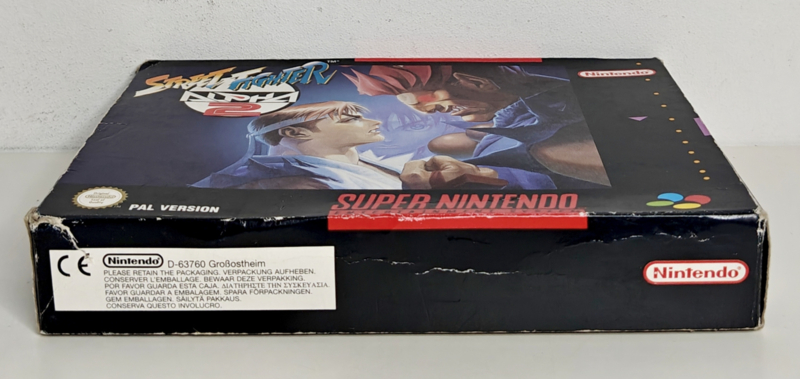 STREET FIGHTER™
ALPHA
2
Nintendo
PAL VERSION
SUPER NINTENDO
CE Nintendo D-63760 Großostheim
PLEASE RETAIN THE PACKAGING. VERPACKUNG AUFHEBEN.
CONSERVER L'EMBALLAGE. BEWAAR DEZE VERPAKKING.
POR FAVOR GUARDA ESTA CAJA. ΔΙΑΤΗΡΗΣΤΕ ΤΗΝ ΣΥΣΚΕΥΑΣΙΑ.
FAVOR GUARDAR A EMBALAGEM. SPARA FÖRPACKNINGEN.
GEM EMBALLAGEN. SÄILYTÄ PAKKAUS.
CONSERVA QUESTO INVOLUCRO.
Nintendo